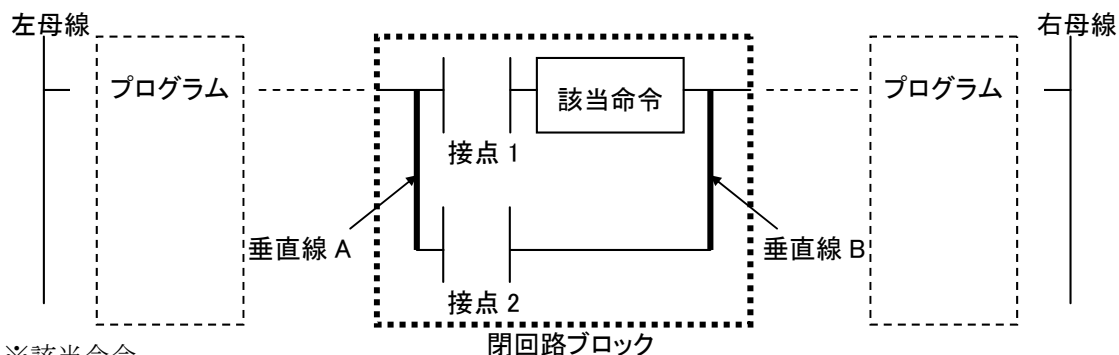 左母線
右母線
プログラム
該当命令
プログラム
接点 1
垂直線 A
垂直線 B
接点 2
閉回路ブロック
※該当命令